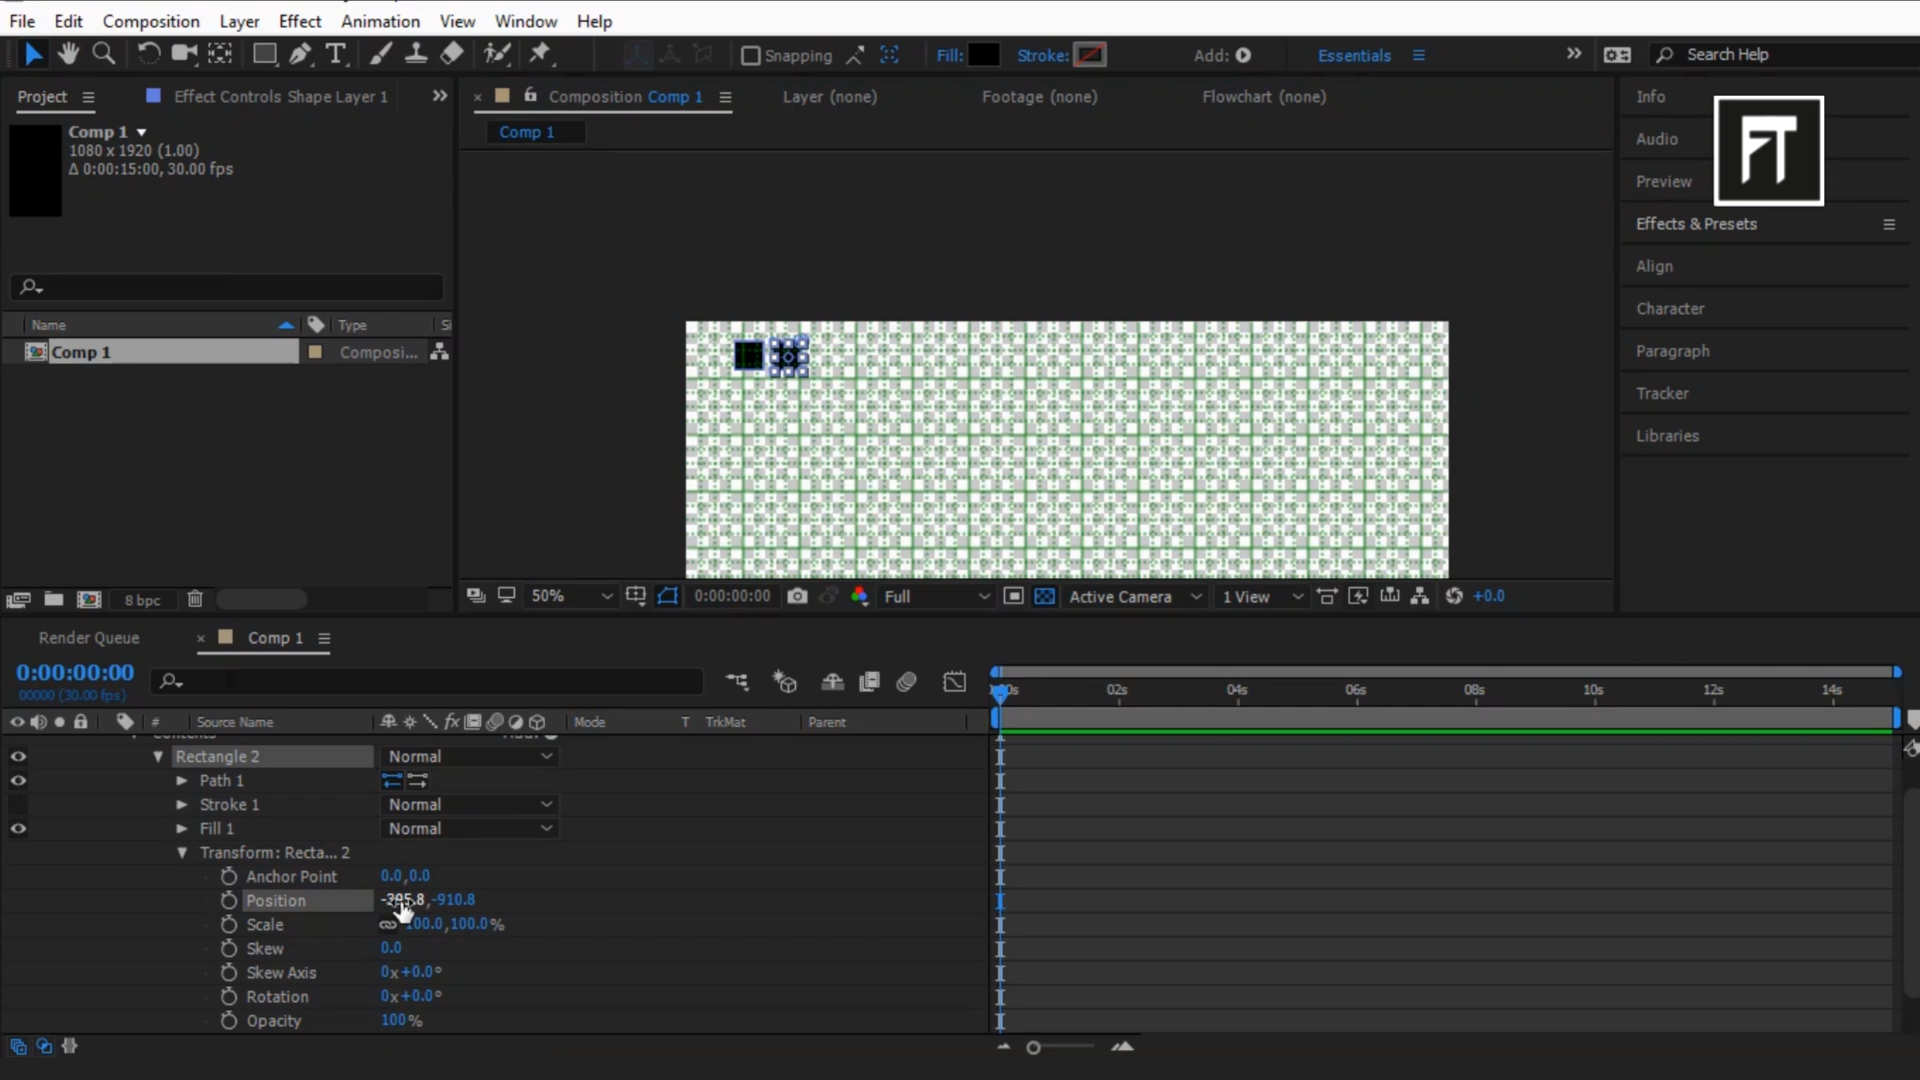 File Edit Composition Layer Effect Animation View Window Help
T Snapping Fill: Stroke: Add: Essentials Search Help
Project Effect Controls Shape Layer 1 Composition Comp 1 Layer (none) Footage (none) Flowchart (none) Info
Comp 1
1080 x 1920 (1.00)
Δ 0:00:15:00, 30.00 fps
Comp 1
FT
Audio
Preview
Effects & Presets
Align
Character
Paragraph
Tracker
Libraries
Name Type Si
Comp 1 Composi...
8 bpc 50% 0:00:00:00 Full Active Camera 1 View +0.0
Render Queue Comp 1
0:00:00:00
00000 (30.00 fps)
02s 04s 06s 08s 10s 12s 14s
# Source Name fx Mode T TrkMat Parent
Rectangle 2 Normal
Path 1
Stroke 1 Normal
Fill 1 Normal
Transform: Recta... 2
Anchor Point 0.0,0.0
Position -910.8
Scale 100.0,100.0 %
Skew 0.0
Skew Axis 0x+0.0°
Rotation 0x+0.0°
Opacity 100 %